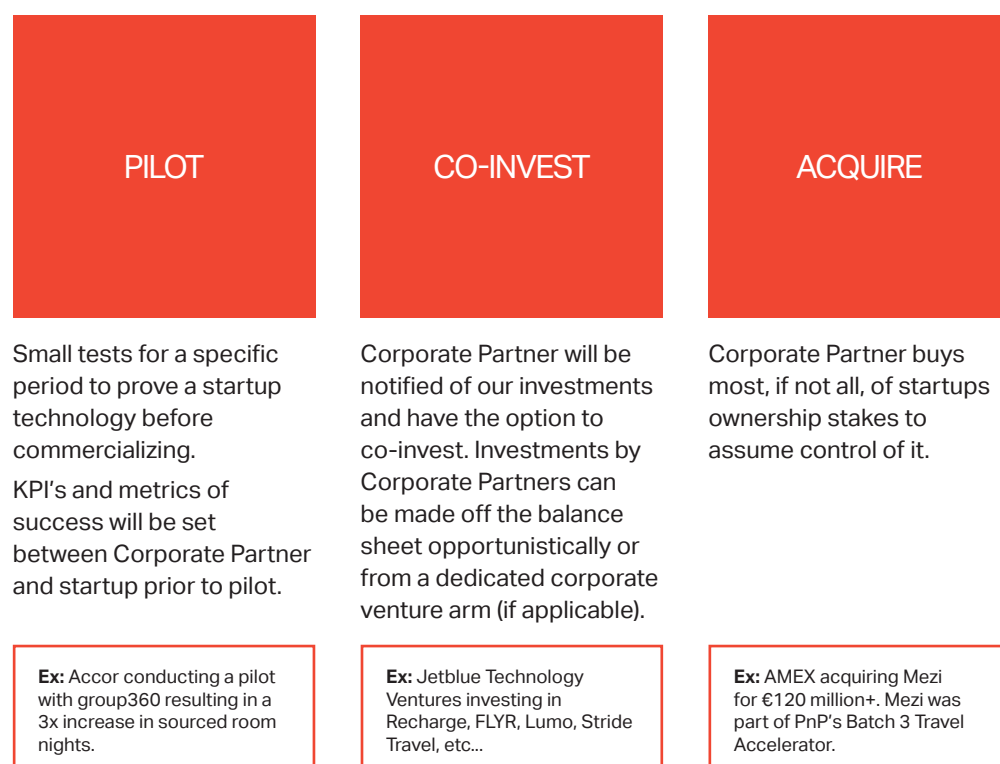 PILOT
Small tests for a specific
period to prove a startup
technology before
commercializing.
KPI's and metrics of
success will be set
between Corporate Partner
and startup prior to pilot.
Ex: Accor conducting a pilot
with group360 resulting in a
3x increase in sourced room
nights.
CO-INVEST
Corporate Partner will be
notified of our investments
and have the option to
co-invest. Investments by
Corporate Partners can
be made off the balance
sheet opportunistically or
from a dedicated corporate
venture arm (if applicable).
Ex: Jetblue Technology
Ventures investing in
Recharge, FLYR, Lumo, Stride
Travel, etc...
ACQUIRE
Corporate Partner buys
most, if not all, of startups
ownership stakes to
assume control of it.
Ex: AMEX acquiring Mezi
for €120 million+. Mezi was
part of PnP's Batch 3 Travel
Accelerator.